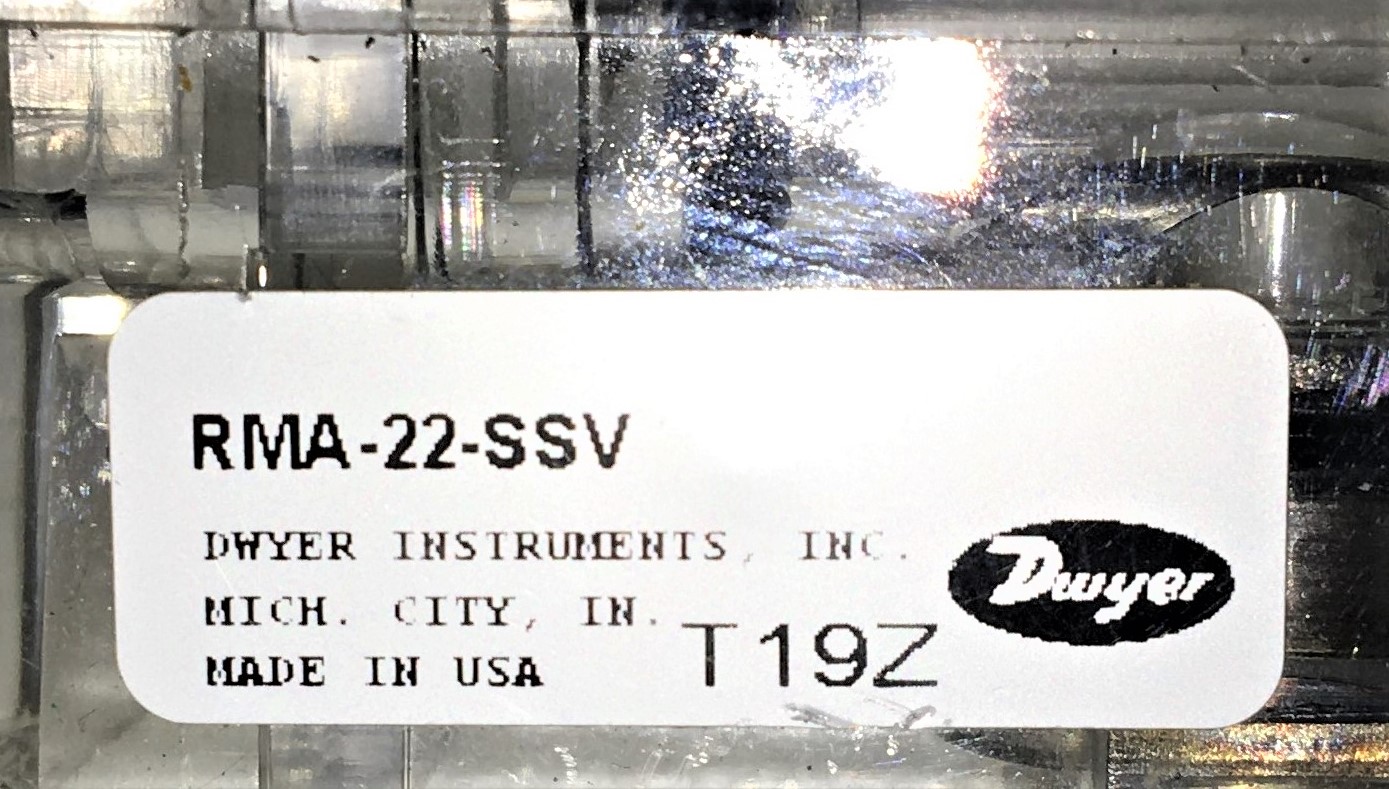 RMA-22-SSV
DWYER INSTRUMENTS, INC.
MICH. CITY, IN.
T19Z
Dwyer
MADE IN USA